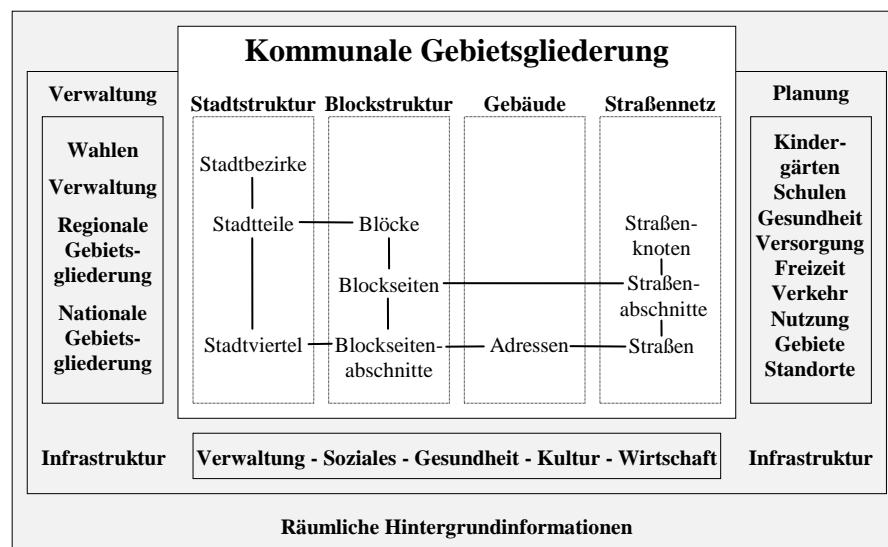 Kommunale Gebietsgliederung
Verwaltung
Wahlen
Verwaltung
Regionale
Gebiets-
gliederung
Nationale
Gebiets-
gliederung
Stadtstruktur
Stadtbezirke
Stadtteile
Stadtviertel
Blockstruktur
Blöcke
Blockseiten
Blockseiten-
abschnitte
Gebäude
Adressen
Straßennetz
Straßen-
knoten
Straßen-
abschnitte
Straßen
Planung
Kinder-
gärten
Schulen
Gesundheit
Versorgung
Freizeit
Verkehr
Nutzung
Gebiete
Standorte
Infrastruktur
Verwaltung - Soziales - Gesundheit - Kultur - Wirtschaft
Infrastruktur
Räumliche Hintergrundinformationen